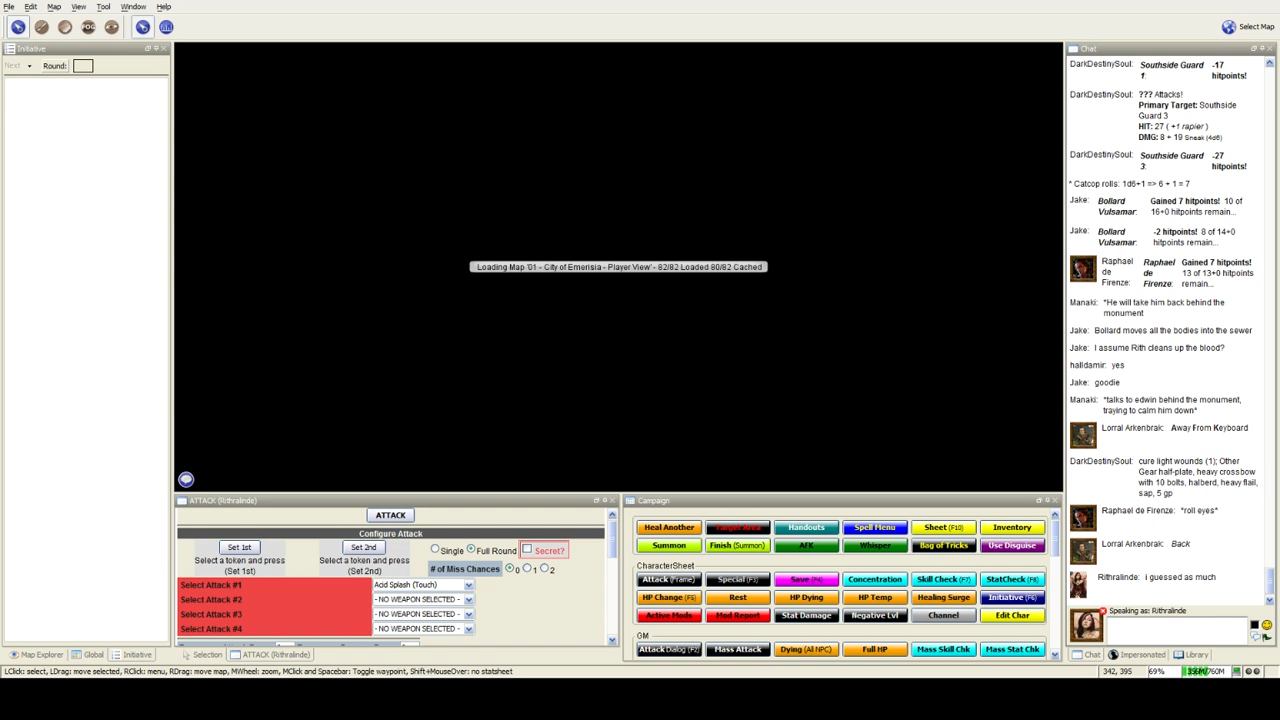 File Edit Map View Tool Window Help
FOG
Select Map
Initiative
Next Round:
Loading Map '01 - City of Emerisia - Player View' - 82/82 Loaded 80/82 Cached
Chat
DarkDestinySoul: Southside Guard -17
1: hitpoints!
DarkDestinySoul: ??? Attacks!
Primary Target: Southside
Guard 3
HIT: 27 ( +1 rapier )
DMG: 8 + 19 Sneak (4d6)
DarkDestinySoul: Southside Guard -27
3: hitpoints!
* Catcop rolls: 1d6+1 => 6 + 1 = 7
Jake: Bollard Gained 7 hitpoints! 10 of
Vulsamar: 16+0 hitpoints remain...
Jake: Bollard -2 hitpoints! 8 of 14+0
Vulsamar: hitpoints remain...
Raphael Raphael Gained 7 hitpoints!
de de 13 of 13+0 hitpoints
Firenze: Firenze: remain...
Manaki: *He will take him back behind the
monument
Jake: Bollard moves all the bodies into the sewer
Jake: I assume Rith cleans up the blood?
halldamir: yes
Jake: goodie
Manaki: *talks to edwin behind the monument,
traying to calm him down*
Lorral Arkenbrak: Away From Keyboard
DarkDestinySoul: cure light wounds (1); Other
Gear half-plate, heavy crossbow
with 10 bolts, halberd, heavy flail,
sap, 5 gp
Raphael de Firenze: *roll eyes*
Lorral Arkenbrak: Back
Rithralinde: i guessed as much
Speaking as: Rithralinde
Chat Impersonated Library
ATTACK (Rithralinde)
ATTACK
Configure Attack
Set 1st Set 2nd Single Full Round Secret?
Select a token and press Select a token and press
(Set 1st) (Set 2nd)
# of Miss Chances 0 1 2
Select Attack #1 Acid Splash (Touch)
Select Attack #2 - NO WEAPON SELECTED -
Select Attack #3 - NO WEAPON SELECTED -
Select Attack #4 - NO WEAPON SELECTED -
Campaign
Heal Another Handouts Spell Menu Sheet (F10) Inventory
Summon Finish (Summon) AFK Whisper Bag of Tricks Use Disguise
CharacterSheet
Attack (Frame) Special (F3) Save (F4) Concentration Skill Check (F7) StatCheck (F8)
HP Change (F5) Rest HP Dying HP Temp Healing Surge Initiative (F6)
Active Mods Mod Report Stat Damage Negative Lvl Channel Edit Char
GM
Attack Dialog (F2) Mass Attack Dying (Al NPC) Full HP Mass Skill Chk Mass Stat Chk
Map Explorer Global Initiative Selection ATTACK (Rithralinde)
LClick: select, LDrag: move selected, RClick: menu, RDrag: move map, MWheel: zoom, MClick and Spacebar: Toggle waypoint, Shift+MouseOver: no statsheet
342, 395 69% 356M/760M